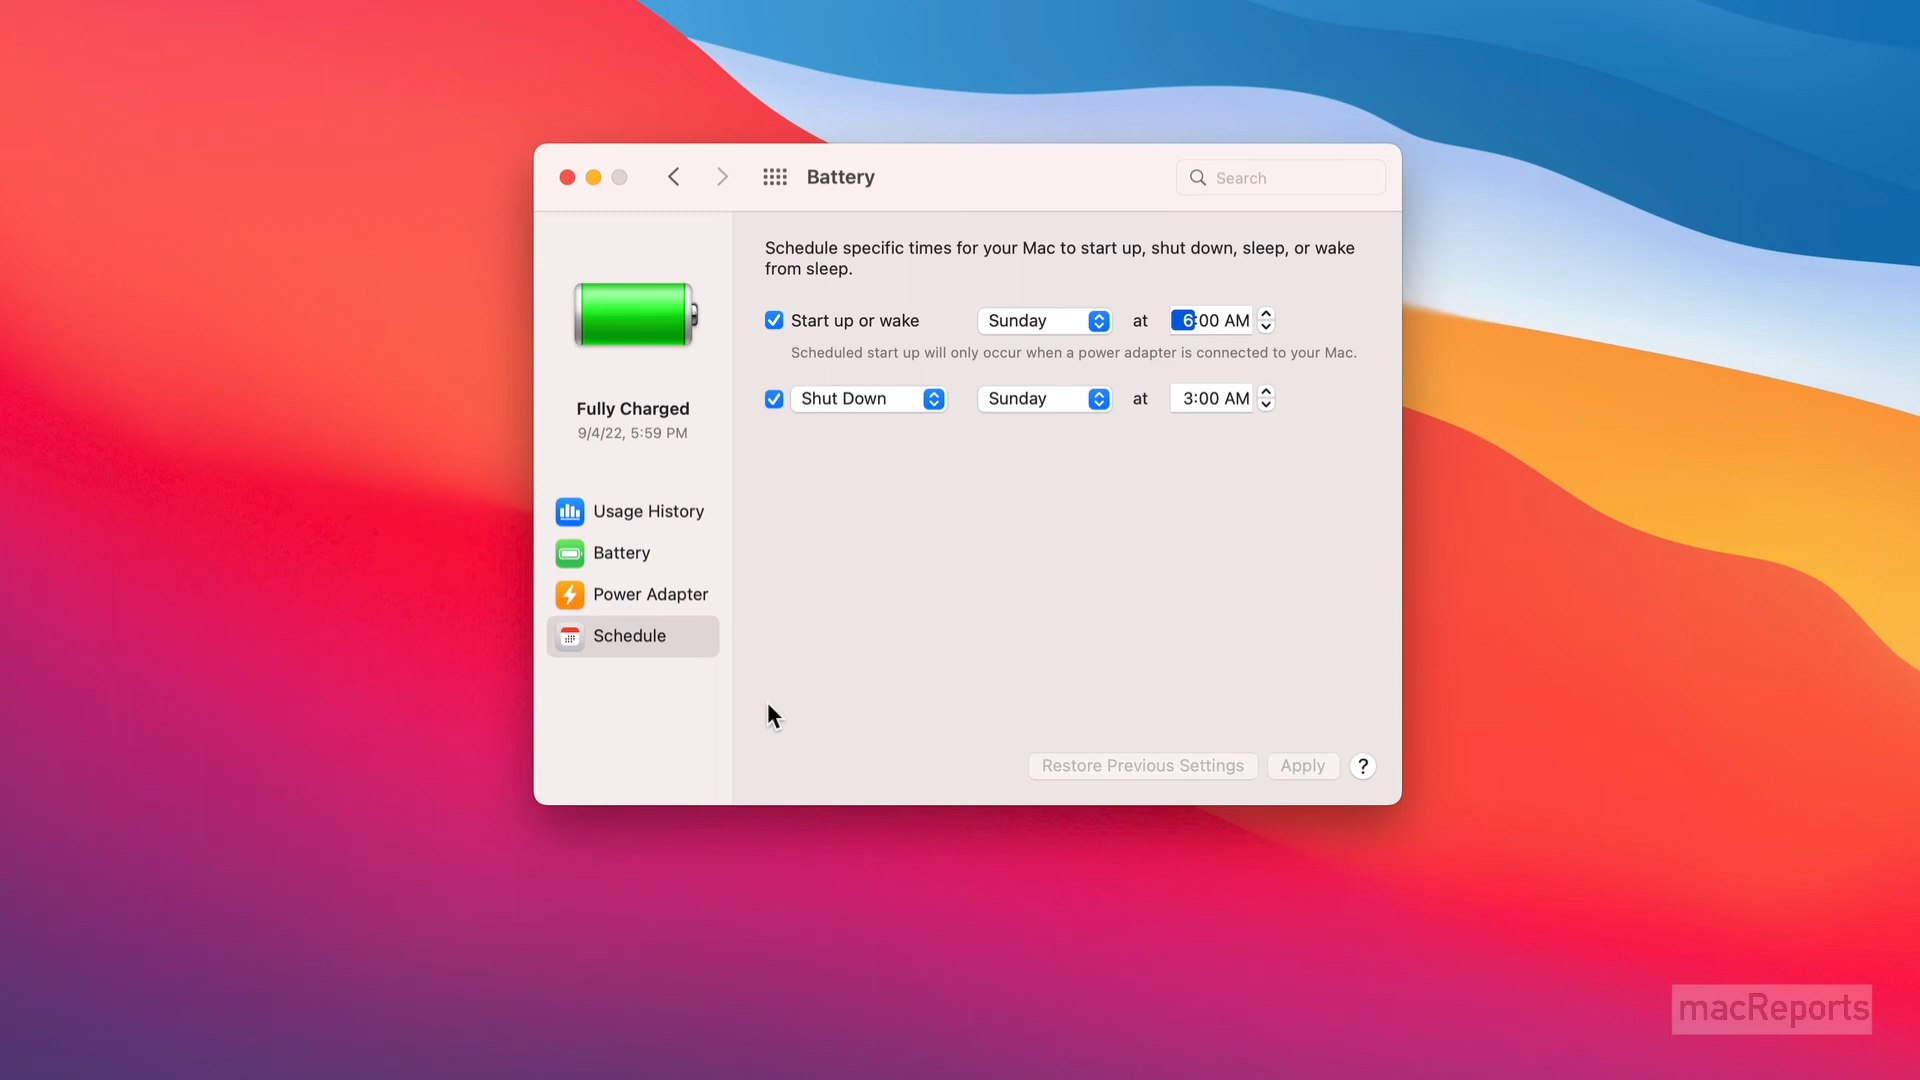 Battery
Search
Schedule specific times for your Mac to start up, shut down, sleep, or wake
from sleep.
Start up or wake Sunday at 6:00 AM
Scheduled start up will only occur when a power adapter is connected to your Mac.
Shut Down Sunday at 3:00 AM
Fully Charged
9/4/22, 5:59 PM
Usage History
Battery
Power Adapter
Schedule
Restore Previous Settings Apply ?
macReports